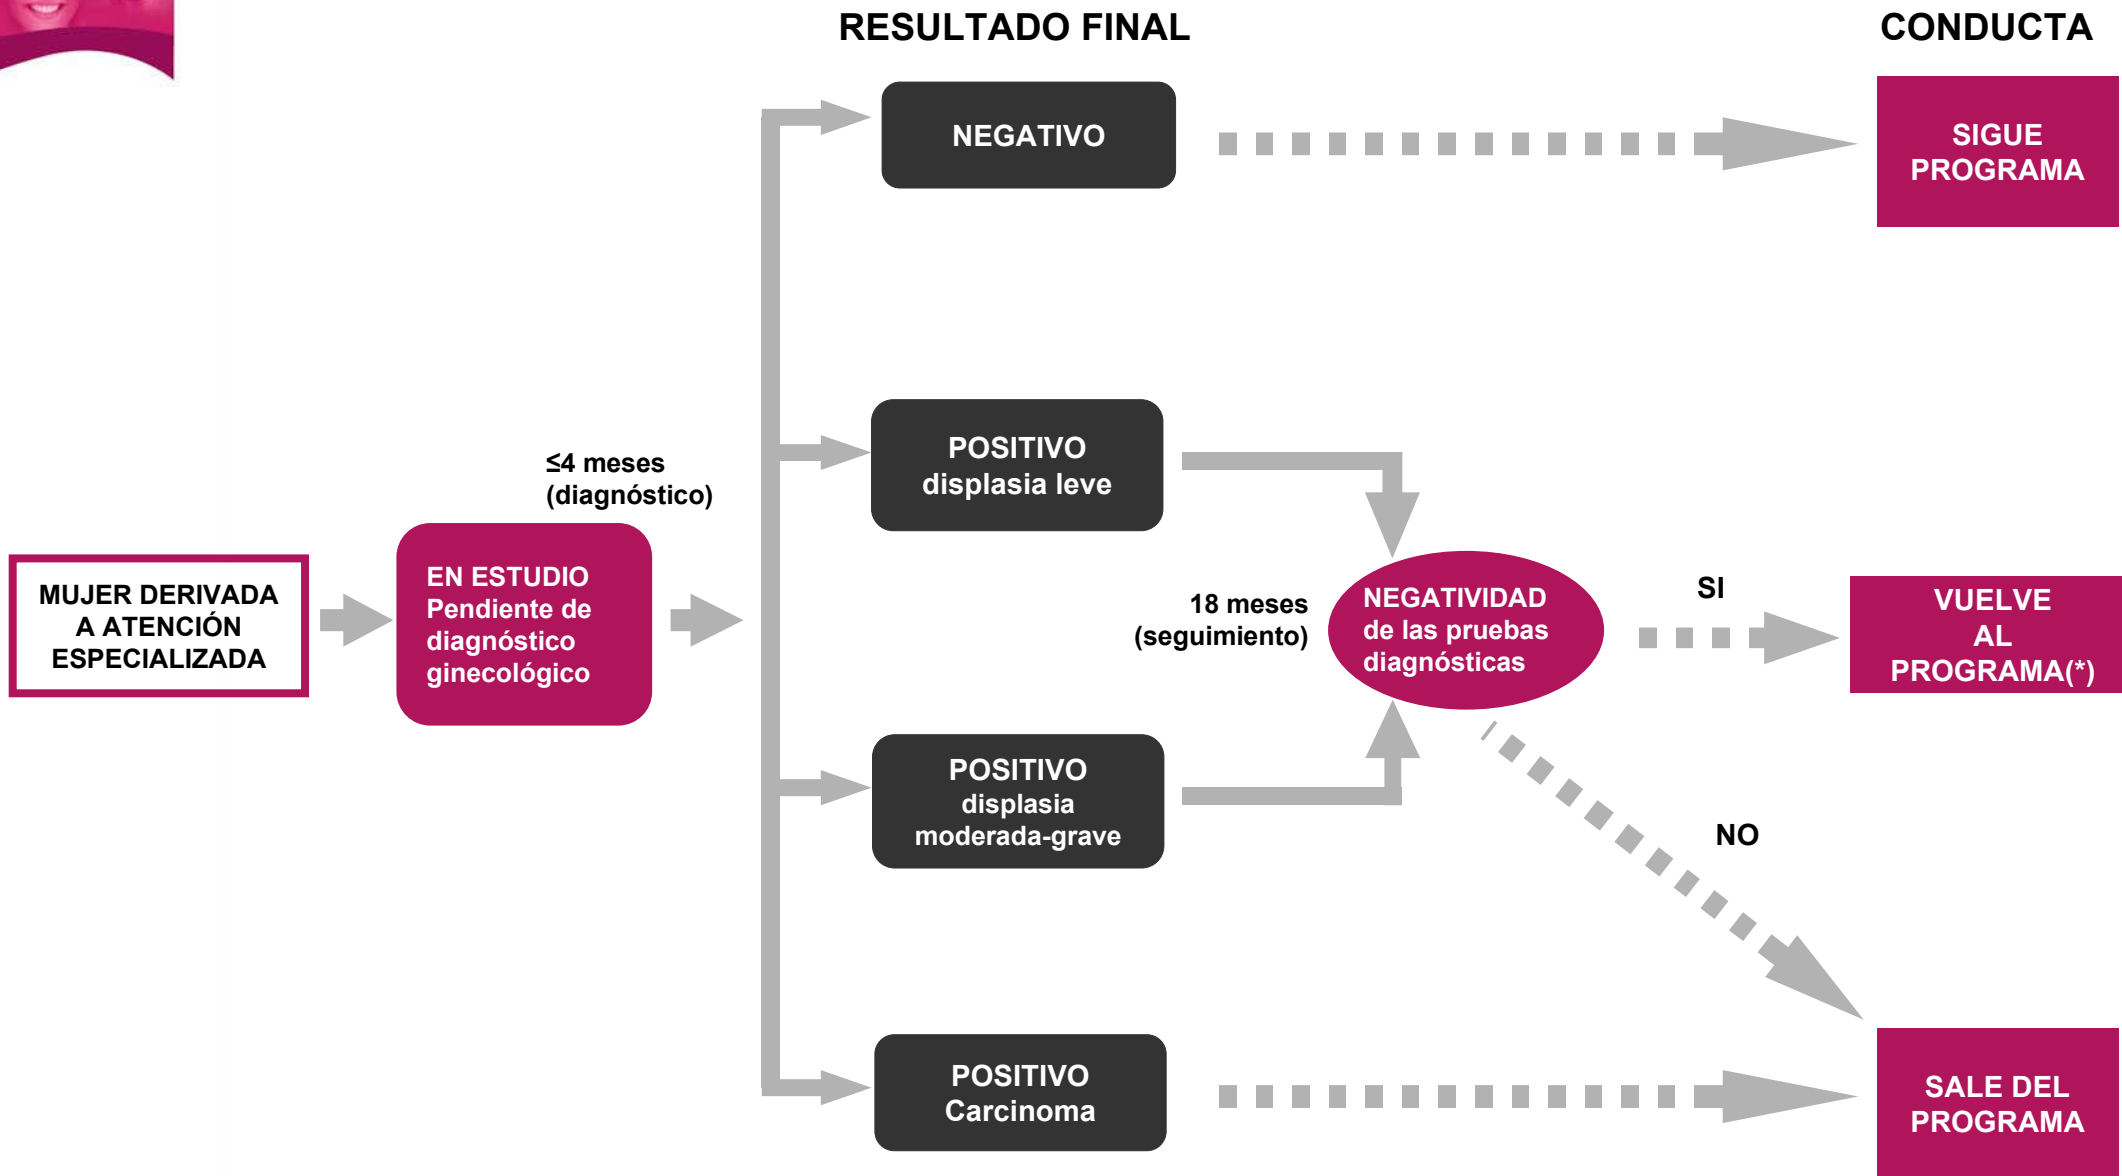 RESULTADO FINAL
CONDUCTA
NEGATIVO
SIGUE
PROGRAMA
POSITIVO
displasia leve
≤4 meses
(diagnóstico)
MUJER DERIVADA
A ATENCIÓN
ESPECIALIZADA
EN ESTUDIO
Pendiente de
diagnóstico
ginecológico
18 meses
(seguimiento)
NEGATIVIDAD
de las pruebas
diagnósticas
SI
VUELVE
AL
PROGRAMA(*)
POSITIVO
displasia
moderada-grave
NO
POSITIVO
Carcinoma
SALE DEL
PROGRAMA